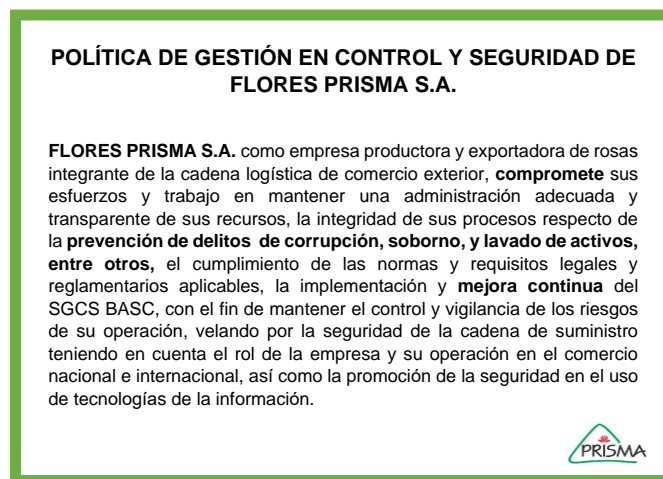 POLÍTICA DE GESTIÓN EN CONTROL Y SEGURIDAD DE
FLORES PRISMA S.A.
FLORES PRISMA S.A. como empresa productora y exportadora de rosas
integrante de la cadena logística de comercio exterior, compromete sus
esfuerzos y trabajo en mantener una administración adecuada y
transparente de sus recursos, la integridad de sus procesos respecto de
la prevención de delitos de corrupción, soborno, y lavado de activos,
entre otros, el cumplimiento de las normas y requisitos legales y
reglamentarios aplicables, la implementación y mejora continua del
SGCS BASC, con el fin de mantener el control y vigilancia de los riesgos
de su operación, velando por la seguridad de la cadena de suministro
teniendo en cuenta el rol de la empresa y su operación en el comercio
nacional e internacional, así como la promoción de la seguridad en el uso
de tecnologías de la información.
PRISMA